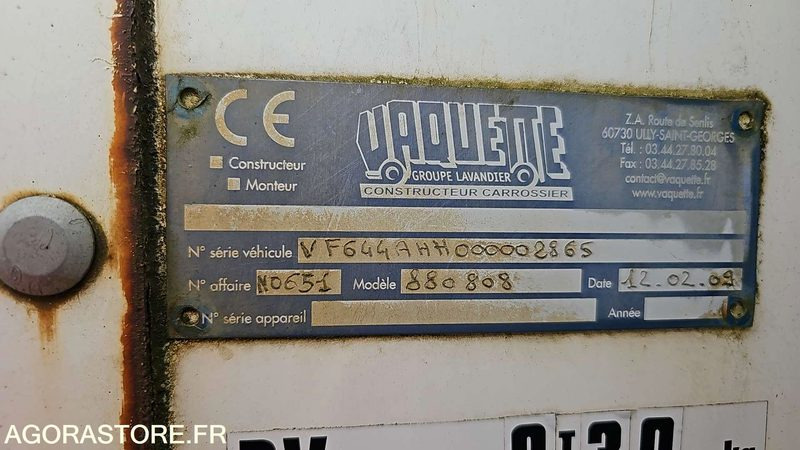 CE
VAQUETTE
GROUPE LAVANDIER
CONSTRUCTEUR CARROSSIER
Constructeur
Monteur
Z.A. Route de Senlis
60730 ULLY-SAINT-GEORGES
Tél. : 03.44.27.80.04
Fax : 03.44.27.85.28
contact@vaquette.fr
www.vaquette.fr
N° série véhicule VF644AHH000002865
N° affaire N0651 Modèle 880808 Date 12.02.09
N° série appareil Année
AGORASTORE.FR